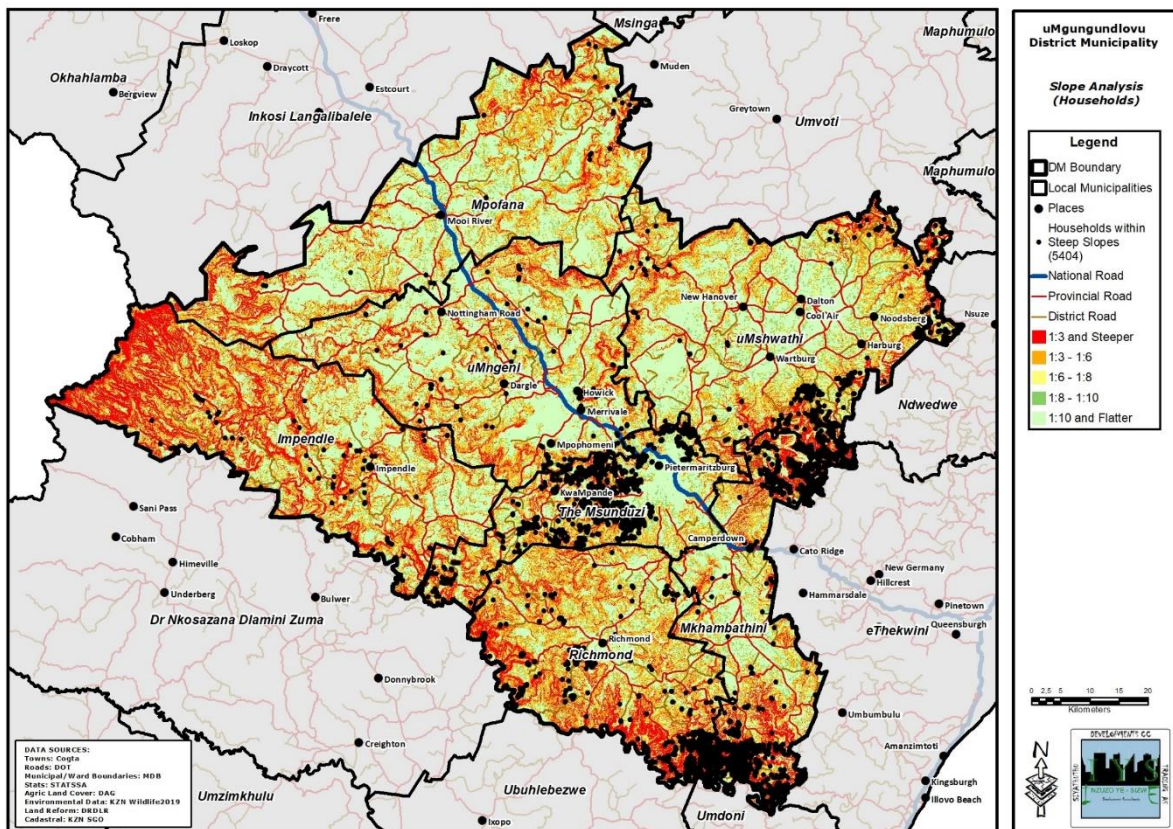 Frere
Loskop
Draycott
Estcourt
Okhahlamba
Bergview
Inkosi Langalibalele
Msinga
Muden
Maphumulo
Greytown
Umvoti
Maphumulo
Mpofana
Mooi River
New Hanover
Dalton
Cool Air
Noodsberg
Nsuze
Nottingham Road
uMshwathi
Harburg
Wartburg
uMngeni
Dargle
Howick
Merrivale
Ndwedwe
Impendle
Impendle
Mpophomeni
Pietermaritzburg
KwaMpande
The Msunduzi
Sani Pass
Cobham
Himeville
Underberg
Bulwer
Dr Nkosazana Dlamini Zuma
Camperdown
Cato Ridge
New Germany
Hillcrest
Hammarsdale
Pinetown
Queensburgh
eThekwini
Mkhambathini
Richmond
Richmond
Donnybrook
Creighton
Umbumbulu
Amanzimtoti
Kingsburgh
Illovo Beach
Umzimkhulu
Ubuhlebezwe
Ixopo
Umdoni
DATA SOURCES:
Towns: Cogta
Roads: DOT
Municipal/Ward Boundaries: MDB
Stats: STATSSA
Agric Land Cover: DAG
Environmental Data: KZN Wildlife2019
Land Reform: DRDLR
Cadastral: KZN SGO
uMgungundlovu
District Municipality
Slope Analysis
(Households)
Legend
DM Boundary
Local Municipalities
Places
Households within
Steep Slopes
(5404)
National Road
Provincial Road
District Road
1:3 and Steeper
1:3 - 1:6
1:6 - 1:8
1:8 - 1:10
1:10 and Flatter
0 2,5 5 10 15 20
Kilometers
N
DEVELOPMENTS CC